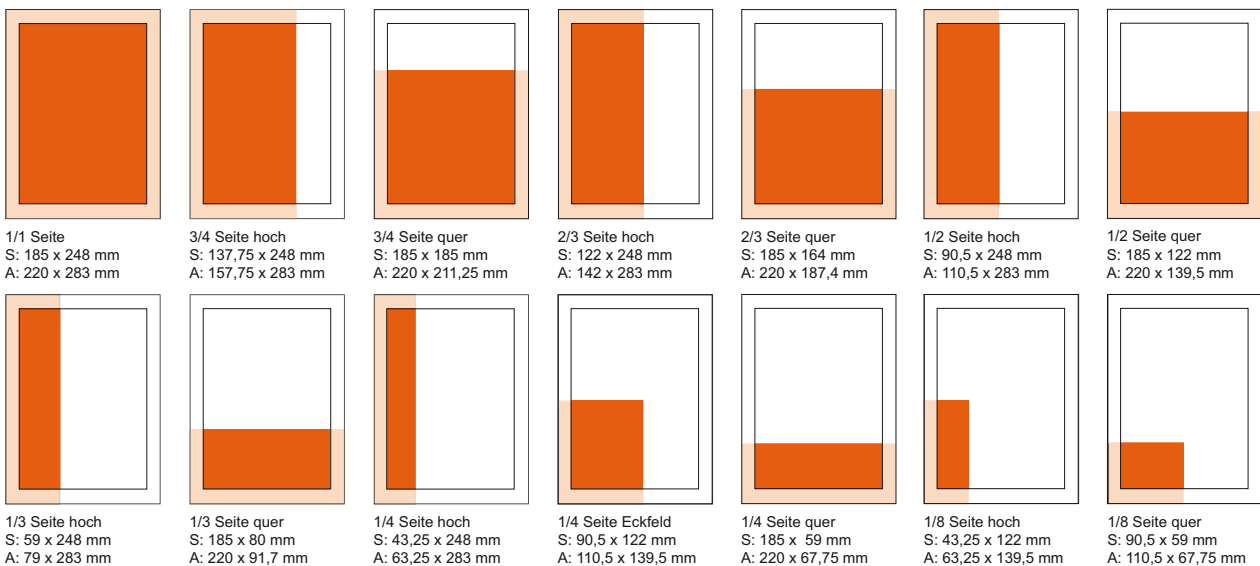 1/1 Seite
S: 185 x 248 mm
A: 220 x 283 mm
3/4 Seite hoch
S: 137,75 x 248 mm
A: 157,75 x 283 mm
3/4 Seite quer
S: 185 x 185 mm
A: 220 x 211,25 mm
2/3 Seite hoch
S: 122 x 248 mm
A: 142 x 283 mm
2/3 Seite quer
S: 185 x 164 mm
A: 220 x 187,4 mm
1/2 Seite hoch
S: 90,5 x 248 mm
A: 110,5 x 283 mm
1/2 Seite quer
S: 185 x 122 mm
A: 220 x 139,5 mm
1/3 Seite hoch
S: 59 x 248 mm
A: 79 x 283 mm
1/3 Seite quer
S: 185 x 80 mm
A: 220 x 91,7 mm
1/4 Seite hoch
S: 43,25 x 248 mm
A: 63,25 x 283 mm
1/4 Seite Eckfeld
S: 90,5 x 122 mm
A: 110,5 x 139,5 mm
1/4 Seite quer
S: 185 x 59 mm
A: 220 x 67,75 mm
1/8 Seite hoch
S: 43,25 x 122 mm
A: 63,25 x 139,5 mm
1/8 Seite quer
S: 90,5 x 59 mm
A: 110,5 x 67,75 mm